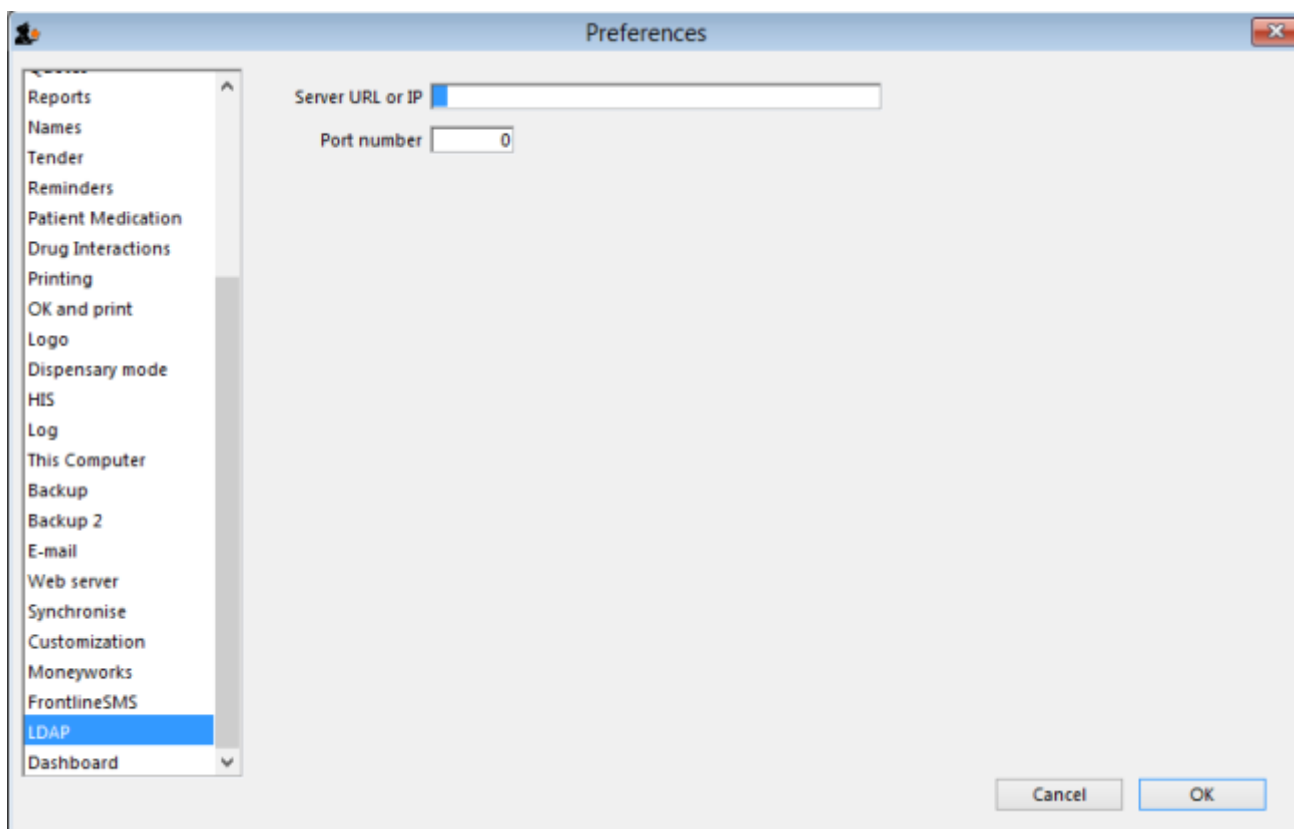 Preferences
Reports
Names
Tender
Reminders
Patient Medication
Drug Interactions
Printing
OK and print
Logo
Dispensary mode
HIS
Log
This Computer
Backup
Backup 2
E-mail
Web server
Synchronise
Customization
Moneyworks
FrontlineSMS
LDAP
Dashboard
Server URL or IP
Port number 0
Cancel OK